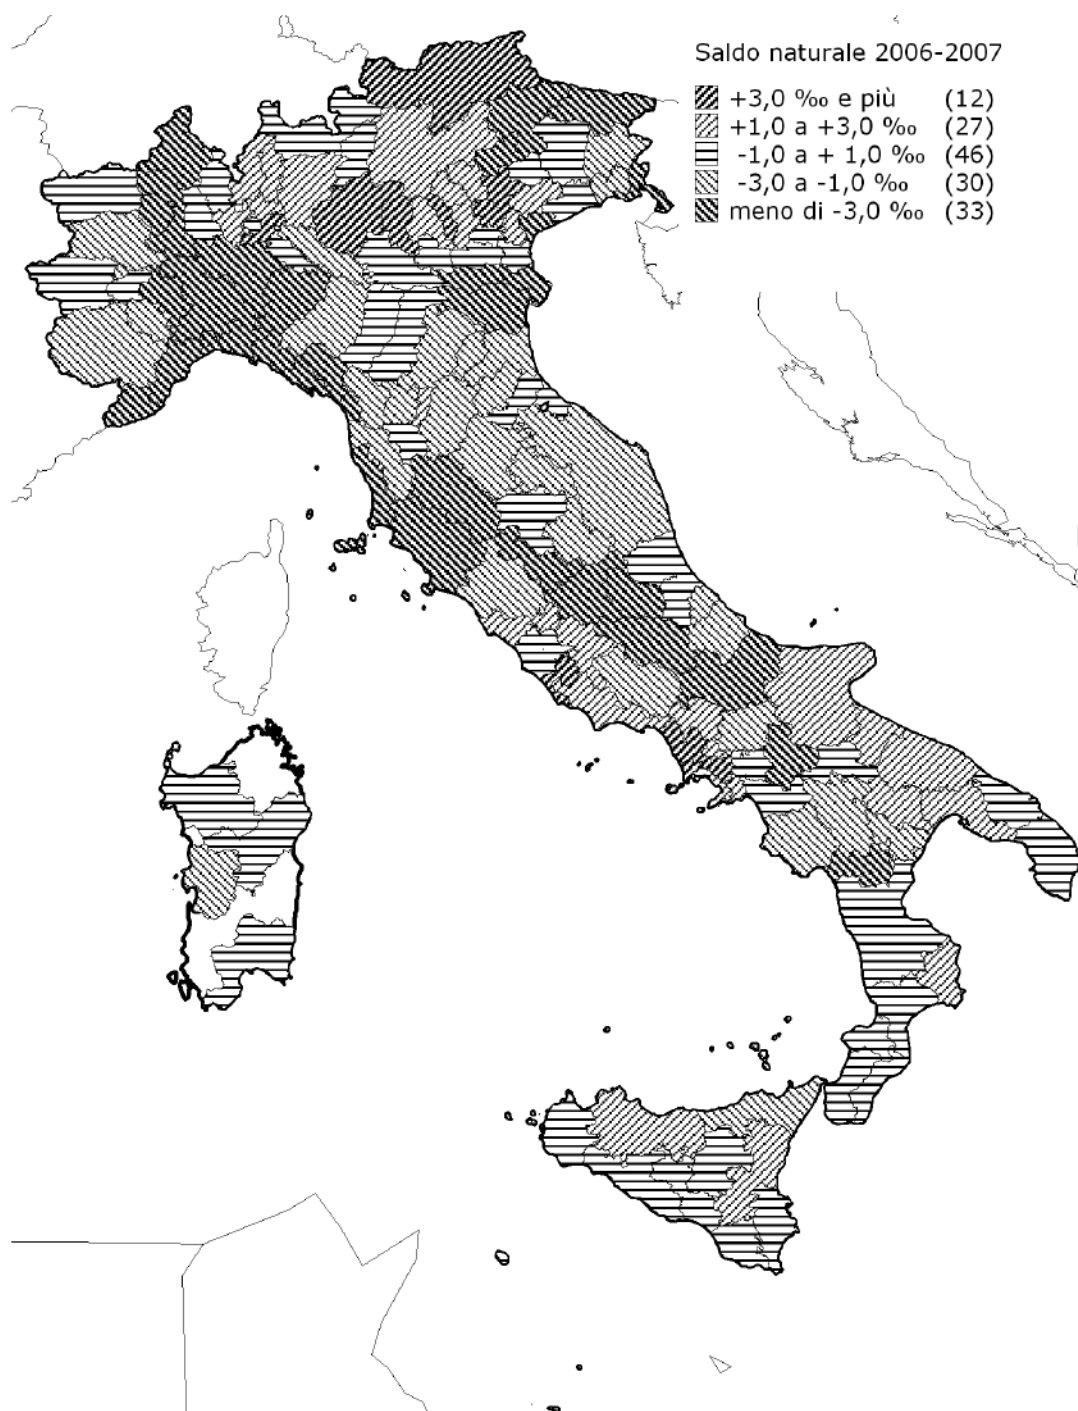 Saldo naturale 2006-2007
+3,0 ‰ e più (12)
+1,0 a +3,0 ‰ (27)
-1,0 a + 1,0 ‰ (46)
-3,0 a -1,0 ‰ (30)
meno di -3,0 ‰ (33)